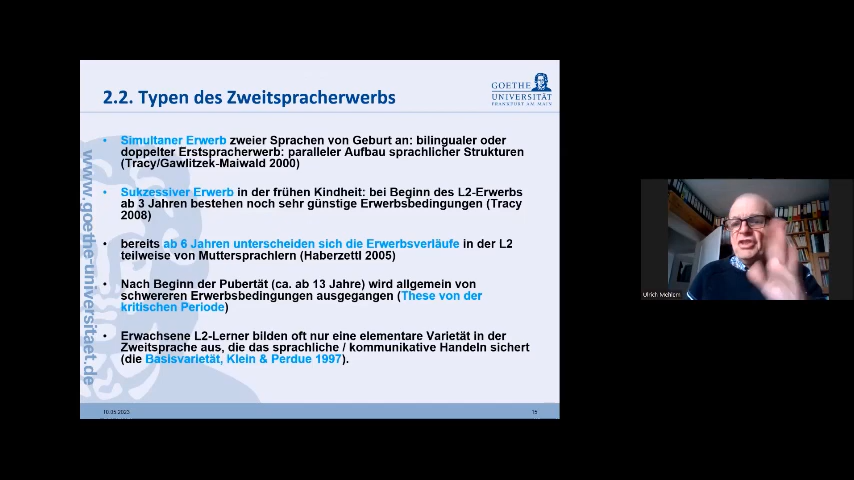 2.2. Typen des Zweitspracherwerbs
GOETHE
UNIVERSITÄT
FRANKFURT AM MAIN
• Simultaner Erwerb zweier Sprachen von Geburt an: bilingualer oder
doppelter Erstspracherwerb: paralleler Aufbau sprachlicher Strukturen
(Tracy/Gawlitzek-Maiwald 2000)
• Sukzessiver Erwerb in der frühen Kindheit: bei Beginn des L2-Erwerbs
ab 3 Jahren bestehen noch sehr günstige Erwerbsbedingungen (Tracy
2008)
• bereits ab 6 Jahren unterscheiden sich die Erwerbsverläufe in der L2
teilweise von Muttersprachlern (Haberzettl 2005)
• Nach Beginn der Pubertät (ca. ab 13 Jahre) wird allgemein von
schwereren Erwerbsbedingungen ausgegangen (These von der
kritischen Periode)
• Erwachsene L2-Lerner bilden oft nur eine elementare Varietät in der
Zweitsprache aus, die das sprachliche / kommunikative Handeln sichert
(die Basisvarietät, Klein & Perdue 1997).
www.goethe-universitaet.de
10.05.2023
15
Ulrich Mehlem